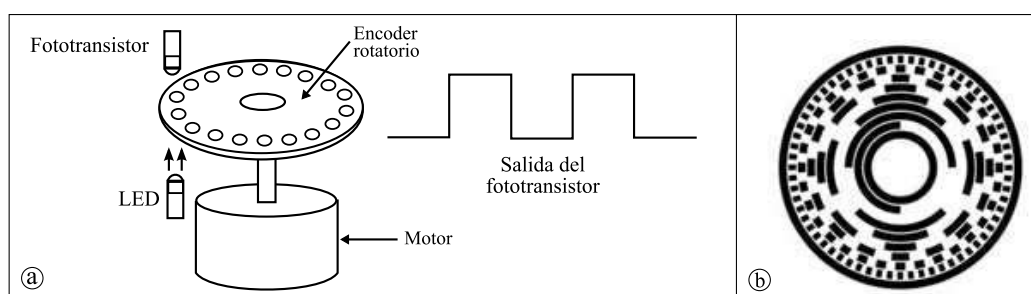 Fototransistor
Encoder
rotatorio
LED
Salida del
fototransistor
Motor
a
b